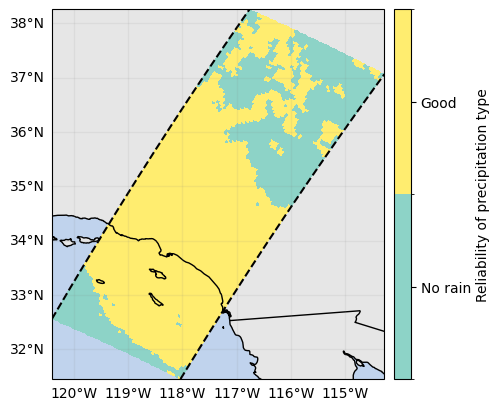 38°N
37°N
36°N
35°N
34°N
33°N
32°N
120°W 119°W 118°W 117°W 116°W 115°W
Good
No rain
Reliability of precipitation type